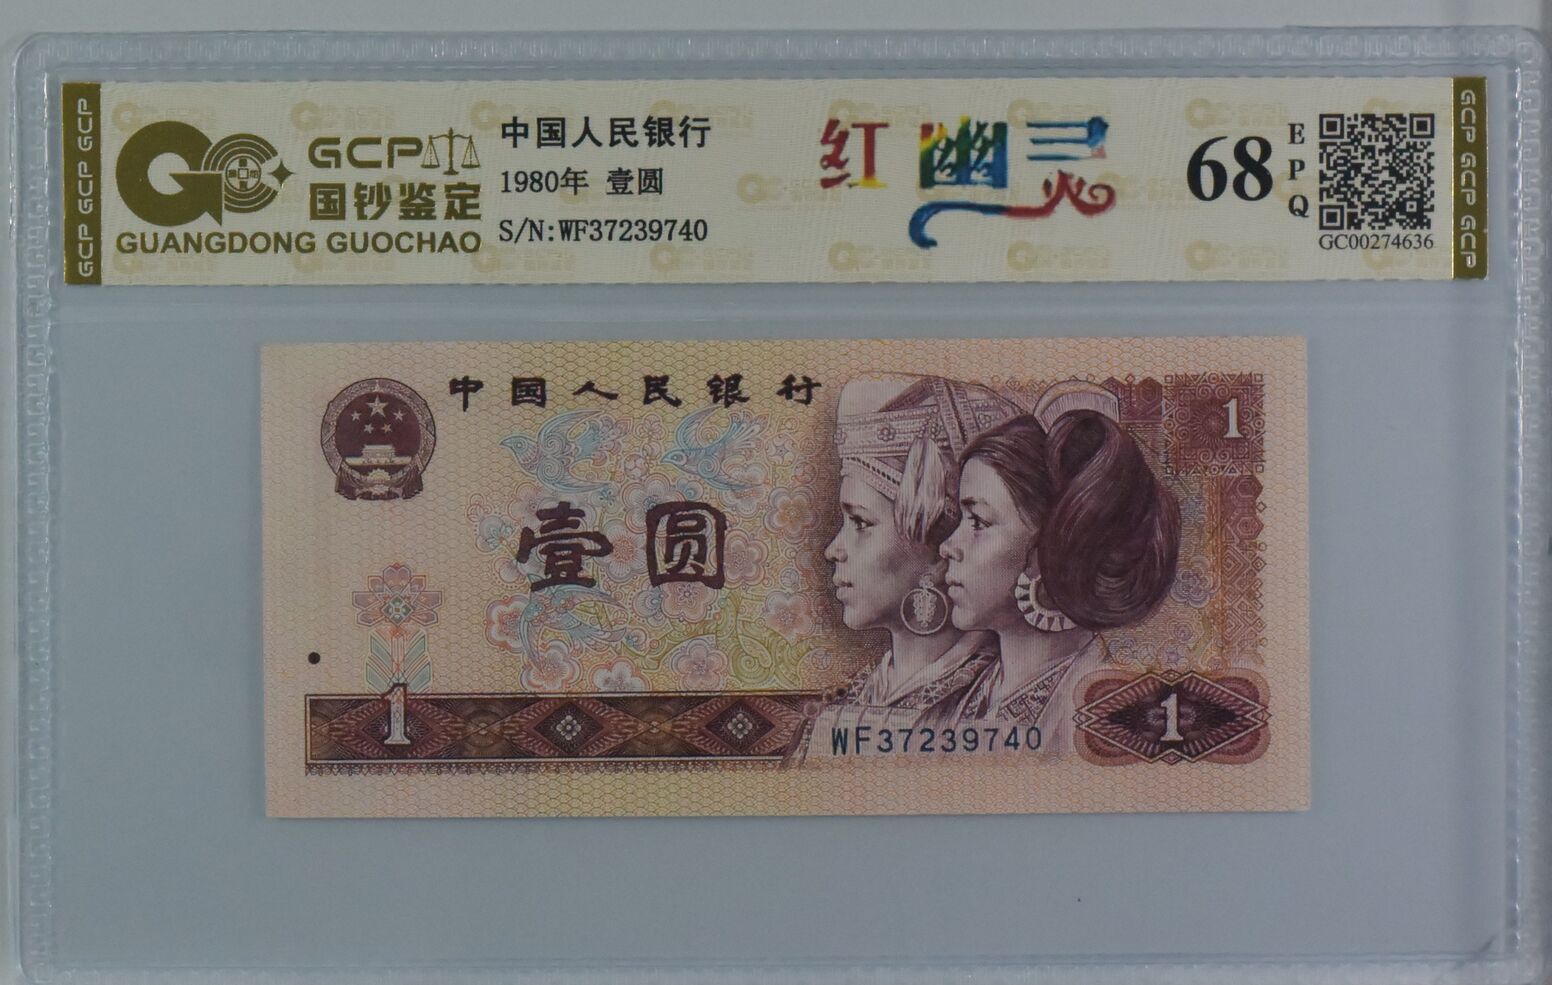 GCP GCP GCP
GCP
国钞鉴定
GUANGDONG GUOCHAO
中国人民银行
1980年 壹圆
S/N:WF37239740
红幽灵
68
EPQ
GC00274636
GCP GCP GCP
中国人民银行
1
壹圆
1
WF37239740
1